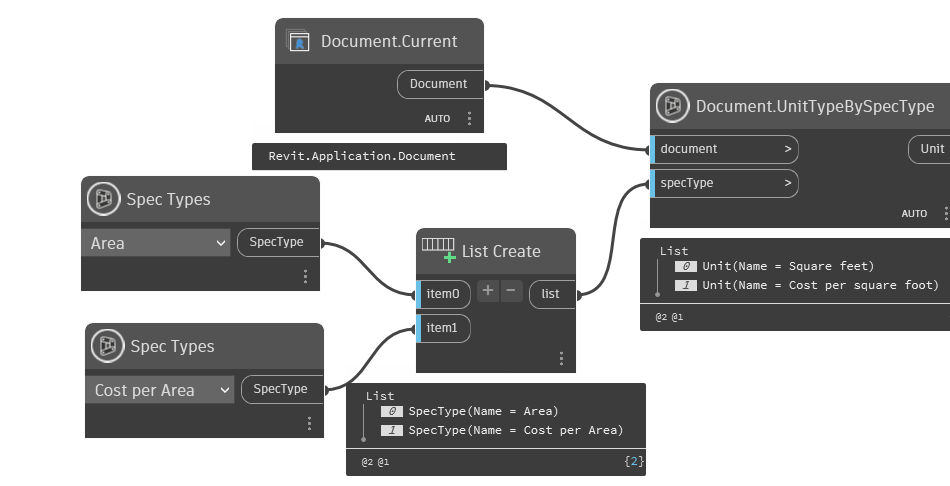 Document.Current
Document
AUTO
Revit.Application.Document
Document.UnitTypeBySpecType
document >
Unit
specType >
AUTO
List
0 Unit(Name = Square feet)
1 Unit(Name = Cost per square foot)
@2 @1
Spec Types
Area
SpecType
Spec Types
Cost per Area
SpecType
List Create
item0 + - list
item1
List
0 SpecType(Name = Area)
1 SpecType(Name = Cost per Area)
@2 @1 {2}